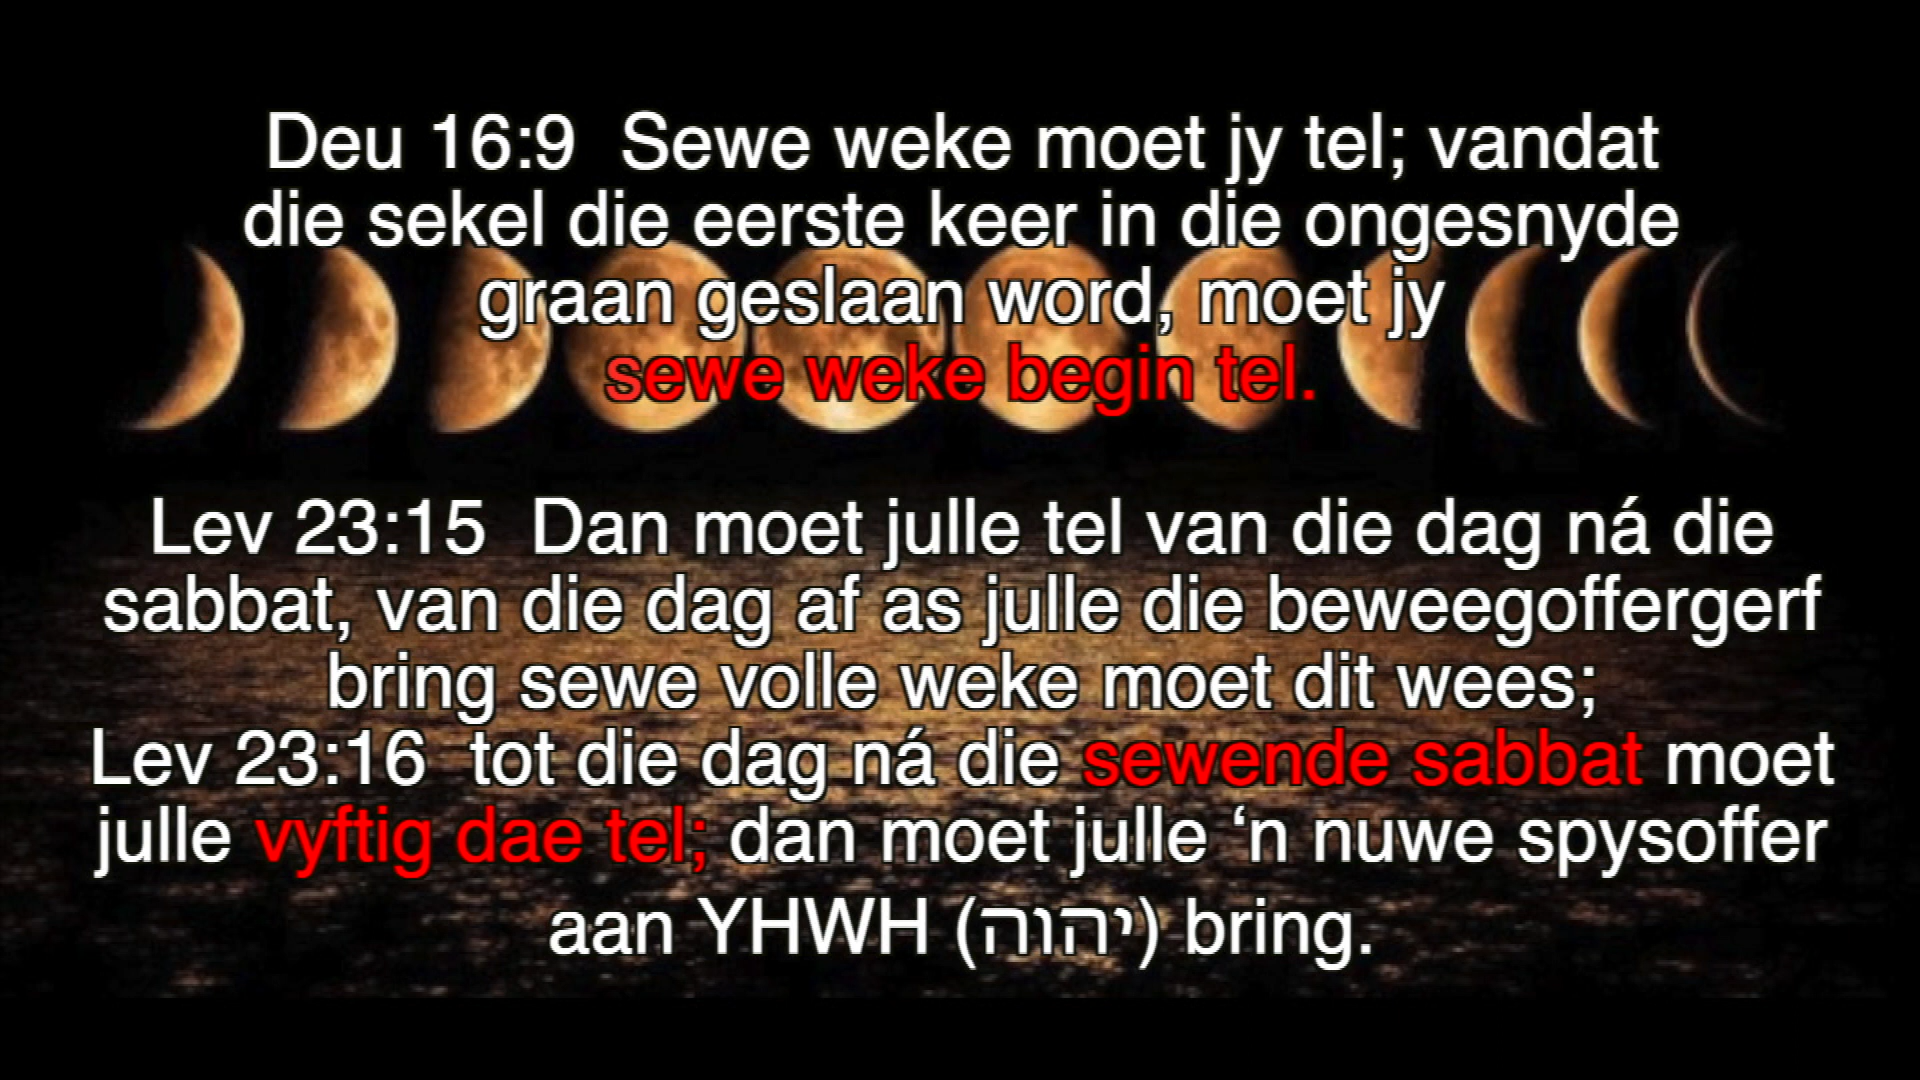 Deu 16:9  Sewe weke moet jy tel; vandat
die sekel die eerste keer in die ongesnyde
graan geslaan word, moet jy
sewe weke begin tel.
Lev 23:15  Dan moet julle tel van die dag ná die
sabbat, van die dag af as julle die beweegoffergerf
bring sewe volle weke moet dit wees;
Lev 23:16  tot die dag ná die sewende sabbat moet
julle vyftig dae tel; dan moet julle ‘n nuwe spysoffer
aan YHWH (יהוה) bring.